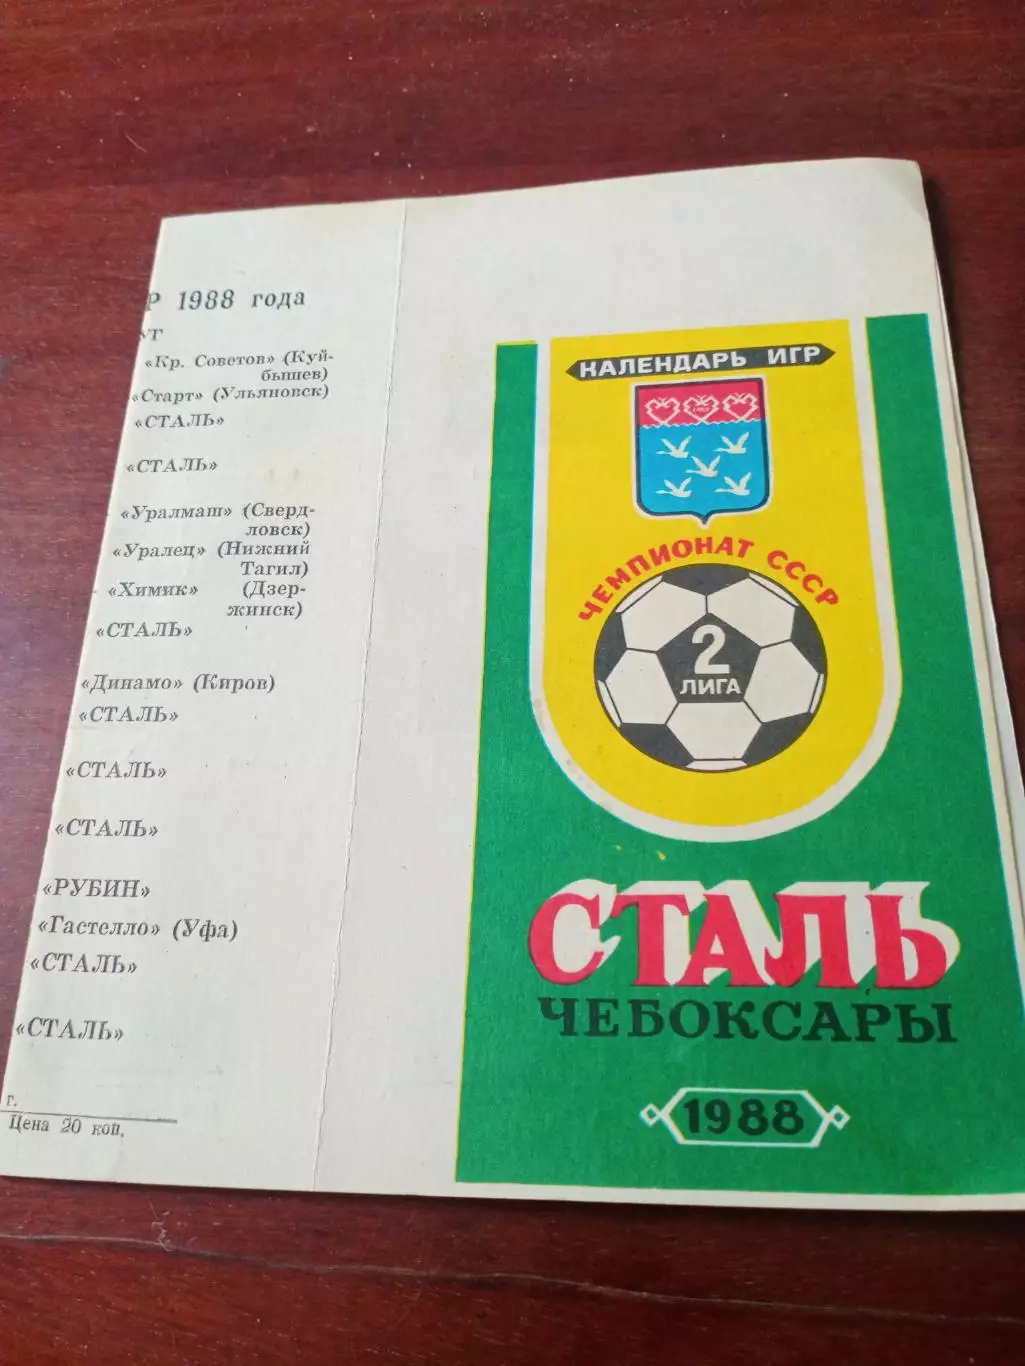 Р 1988 года
УГ
«Кр. Советов» (Куй-
бышев)
«Старт» (Ульяновск)
«СТАЛЬ»
«СТАЛЬ»
«Уралмаш» (Сверд-
ловск)
«Уралец» (Нижний
Тагил)
«Химик» (Дзер-
жинск)
«СТАЛЬ»
«Динамо» (Киров)
«СТАЛЬ»
«СТАЛЬ»
«СТАЛЬ»
«РУБИН»
«Гастелло» (Уфа)
«СТАЛЬ»
«СТАЛЬ»
г.
Цена 20 коп.
КАЛЕНДАРЬ ИГР
ЧЕМПИОНАТ СССР
2
ЛИГА
СТАЛЬ
ЧЕБОКСАРЫ
1988